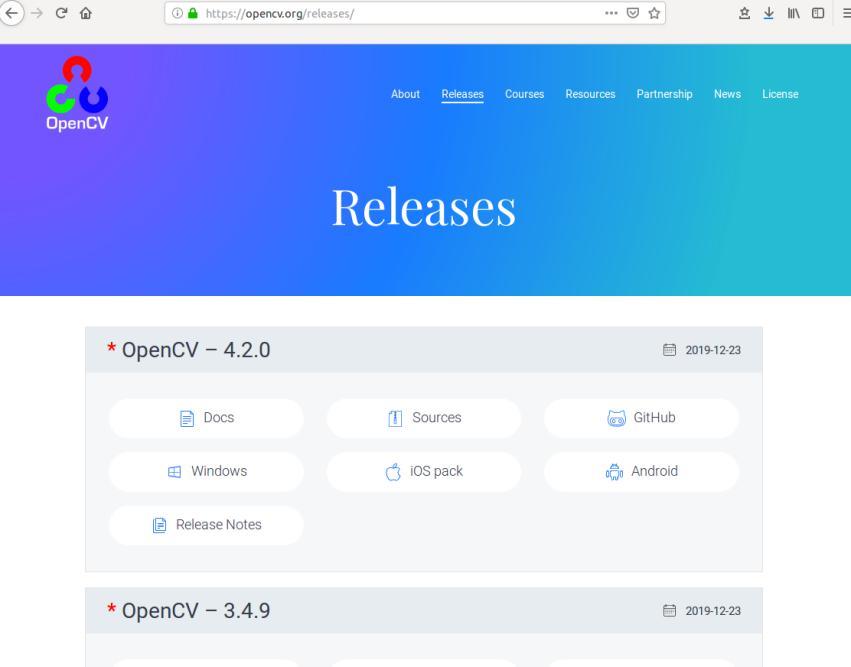 https://opencv.org/releases/
OpenCV
About Releases Courses Resources Partnership News License
Releases
* OpenCV – 4.2.0 2019-12-23
Docs Sources GitHub
Windows iOS pack Android
Release Notes
* OpenCV – 3.4.9 2019-12-23